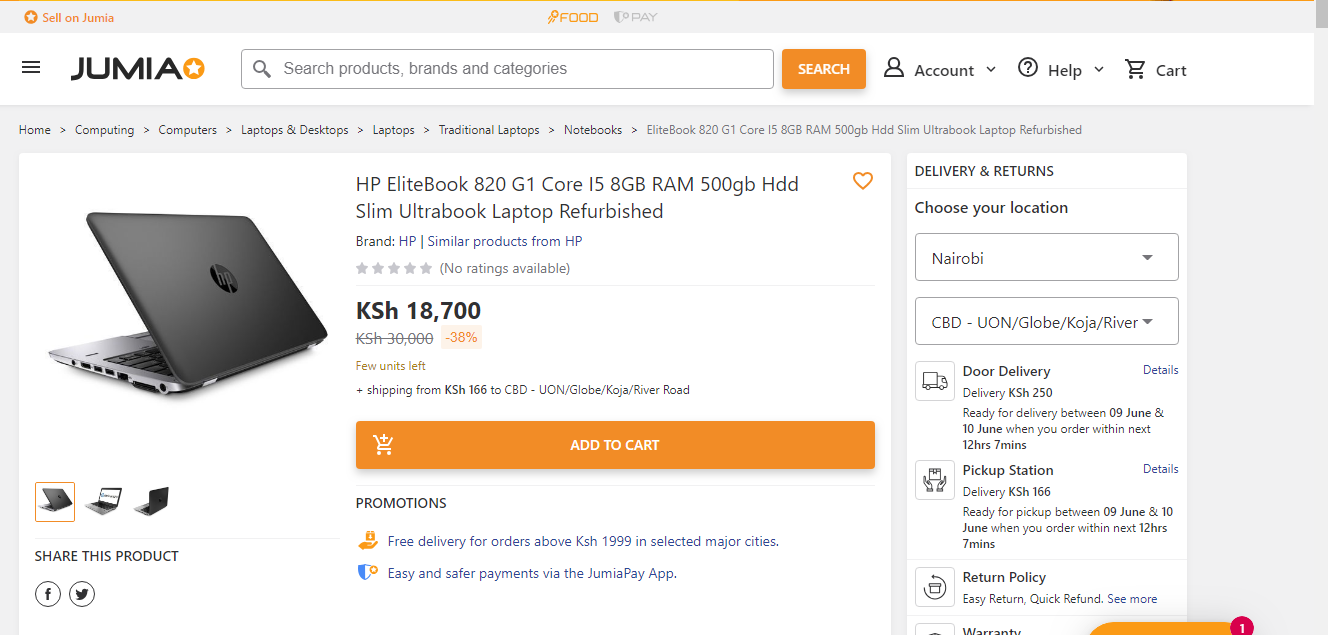 Sell on Jumia
FOOD
PAY
JUMIA
Search products, brands and categories
SEARCH
Account
Help
Cart
Home > Computing > Computers > Laptops & Desktops > Laptops > Traditional Laptops > Notebooks > EliteBook 820 G1 Core I5 8GB RAM 500gb Hdd Slim Ultrabook Laptop Refurbished
hp
HP EliteBook 820 G1 Core I5 8GB RAM 500gb Hdd
Slim Ultrabook Laptop Refurbished
Brand: HP | Similar products from HP
(No ratings available)
KSh 18,700
KSh 30,000 -38%
Few units left
+ shipping from KSh 166 to CBD - UON/Globe/Koja/River Road
ADD TO CART
PROMOTIONS
Free delivery for orders above Ksh 1999 in selected major cities.
Easy and safer payments via the JumiaPay App.
SHARE THIS PRODUCT
DELIVERY & RETURNS
Choose your location
Nairobi
CBD - UON/Globe/Koja/River
Door Delivery
Details
Delivery KSh 250
Ready for delivery between 09 June &
10 June when you order within next
12hrs 7mins
Pickup Station
Details
Delivery KSh 166
Ready for pickup between 09 June & 10
June when you order within next 12hrs
7mins
Return Policy
Easy Return, Quick Refund. See more
Warranty
1